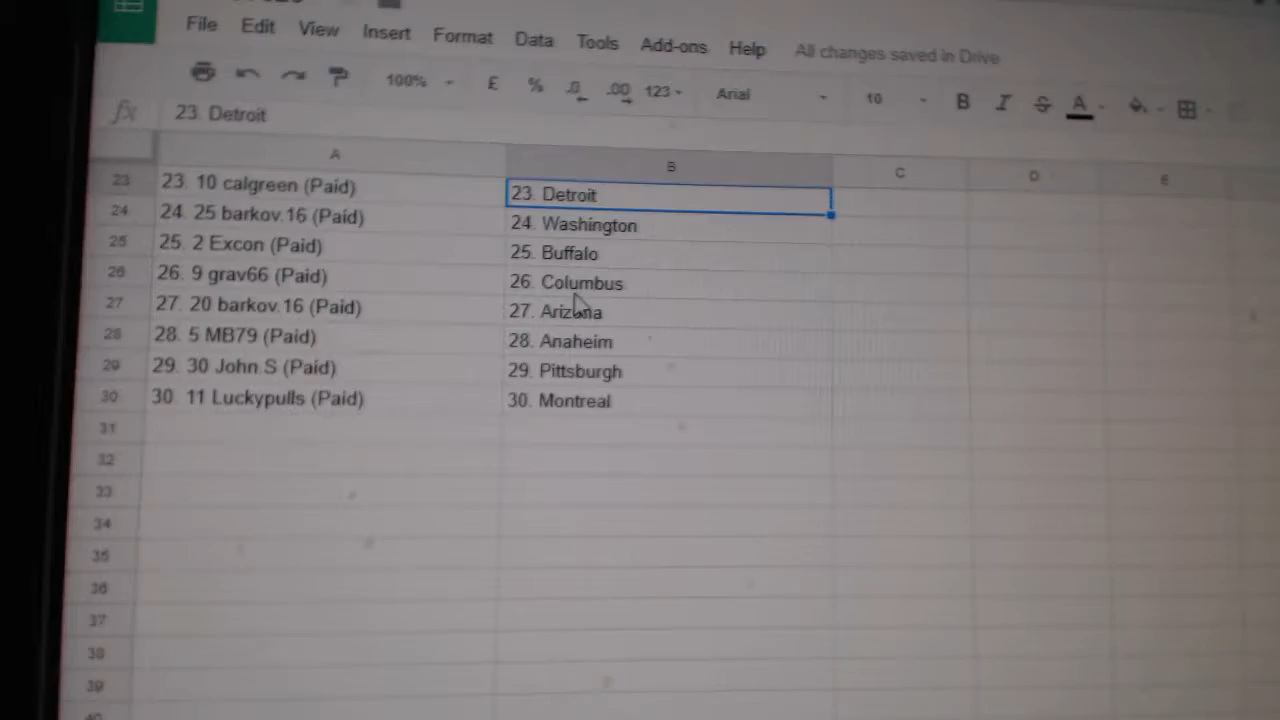 File Edit View Insert Format Data Tools Add-ons Help All changes saved in Drive
100% £ % .0 .00 123 Arial 10 B I S A
fx 23. Detroit
A B C D E
23 23. 10 calgreen (Paid) 23. Detroit
24 24. 25 barkov.16 (Paid) 24. Washington
25 25. 2 Excon (Paid) 25. Buffalo
26 26. 9 grav66 (Paid) 26. Columbus
27 27. 20 barkov.16 (Paid) 27. Arizona
28 28. 5 MB79 (Paid) 28. Anaheim
29 29. 30 John.S (Paid) 29. Pittsburgh
30 30. 11 Luckypulls (Paid) 30. Montreal
31
32
33
34
35
36
37
38
39